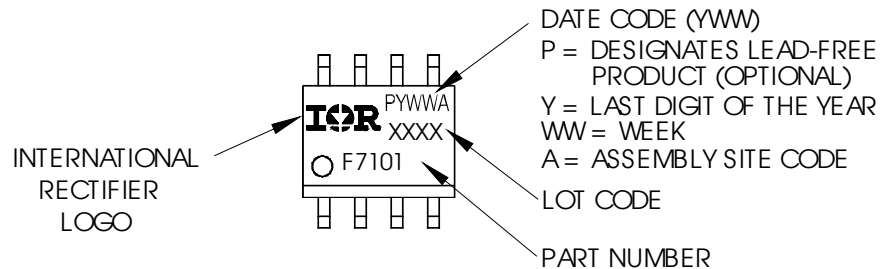 DATE CODE (YWW)
P = DESIGNATES LEAD-FREE
PRODUCT (OPTIONAL)
Y = LAST DIGIT OF THE YEAR
WW = WEEK
A = ASSEMBLY SITE CODE
LOT CODE
PART NUMBER
INTERNATIONAL
RECTIFIER
LOGO
IOR
PYWWA
XXXX
F7101